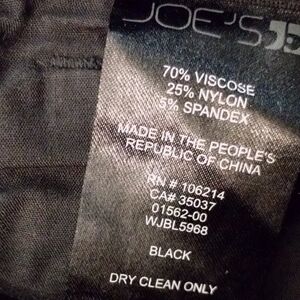 JOE'S
70% VISCOSE
25% NYLON
5% SPANDEX
MADE IN THE PEOPLE'S
REPUBLIC OF CHINA
RN # 106214
CA# 35037
01562-00
WJBL5968
BLACK
DRY CLEAN ONLY